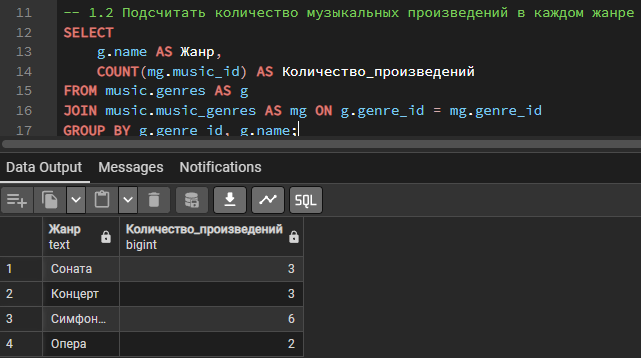 11 -- 1.2 Подсчитать количество музыкальных произведений в каждом жанре
12 SELECT
13 g.name AS Жанр,
14 COUNT(mg.music_id) AS Количество_произведений
15 FROM music.genres AS g
16 JOIN music.music_genres AS mg ON g.genre_id = mg.genre_id
17 GROUP BY g.genre_id, g.name;
Data Output Messages Notifications
SQL
Жанр Количество_произведений
text bigint
1 Соната 3
2 Концерт 3
3 Симфон... 6
4 Опера 2